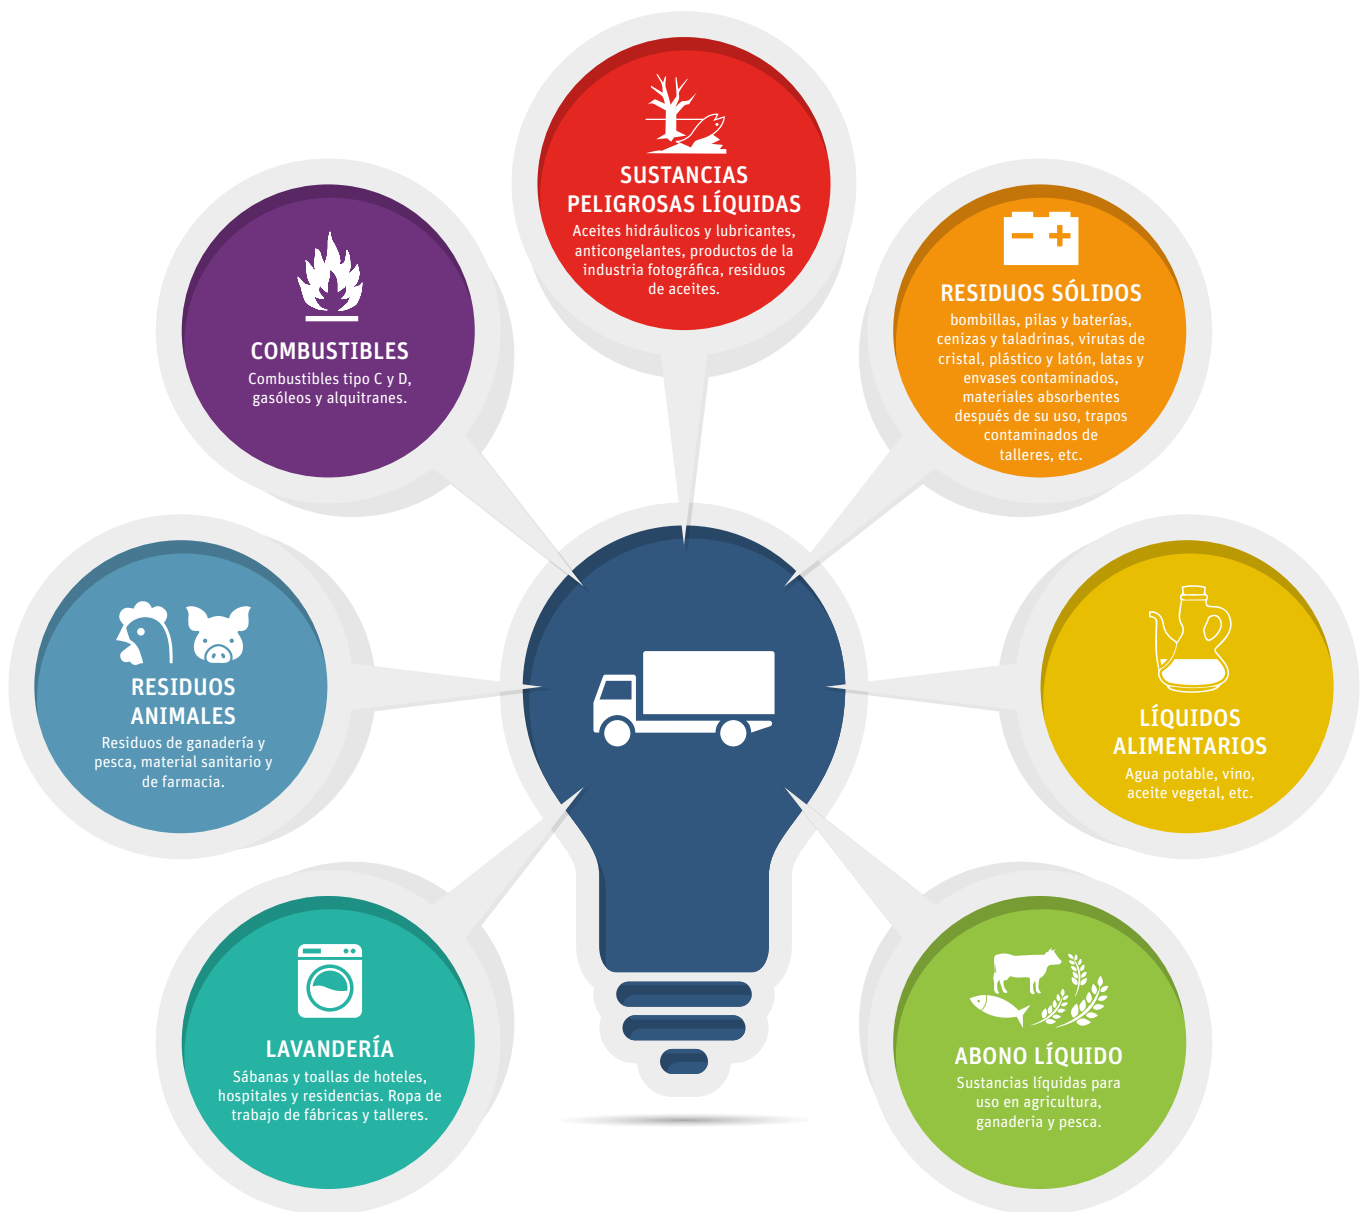 SUSTANCIAS
PELIGROSAS LÍQUIDAS
Aceites hidráulicos y lubricantes,
anticongelantes, productos de la
industria fotográfica, residuos
de aceites.
COMBUSTIBLES
Combustibles tipo C y D,
gasóleos y alquitranes.
RESIDUOS SÓLIDOS
bombillas, pilas y baterías,
cenizas y taladrinas, virutas de
cristal, plástico y latón, latas y
envases contaminados,
materiales absorbentes
después de su uso, trapos
contaminados de
talleres, etc.
RESIDUOS
ANIMALES
Residuos de ganadería y
pesca, material sanitario y
de farmacia.
LÍQUIDOS
ALIMENTARIOS
Agua potable, vino,
aceite vegetal, etc.
LAVANDERÍA
Sábanas y toallas de hoteles,
hospitales y residencias. Ropa de
trabajo de fábricas y talleres.
ABONO LÍQUIDO
Sustancias líquidas para
uso en agricultura,
ganaderia y pesca.